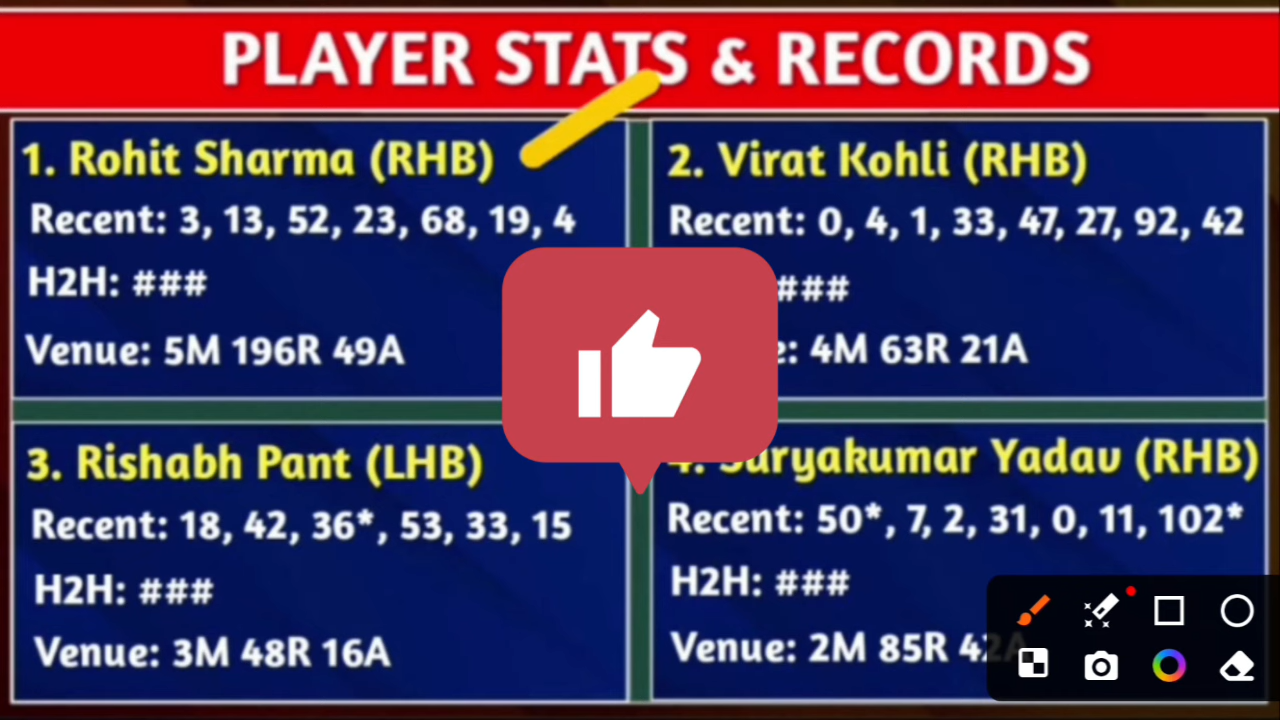 PLAYER STATS & RECORDS
1. Rohit Sharma (RHB)
Recent: 3, 13, 52, 23, 68, 19, 4
H2H: ###
Venue: 5M 196R 49A
2. Virat Kohli (RHB)
Recent: 0, 4, 1, 33, 47, 27, 92, 42
###
4M 63R 21A
3. Rishabh Pant (LHB)
Recent: 18, 42, 36*, 53, 33, 15
H2H: ###
Venue: 3M 48R 16A
4. Suryakumar Yadav (RHB)
Recent: 50*, 7, 2, 31, 0, 11, 102*
H2H: ###
Venue: 2M 85R 42A